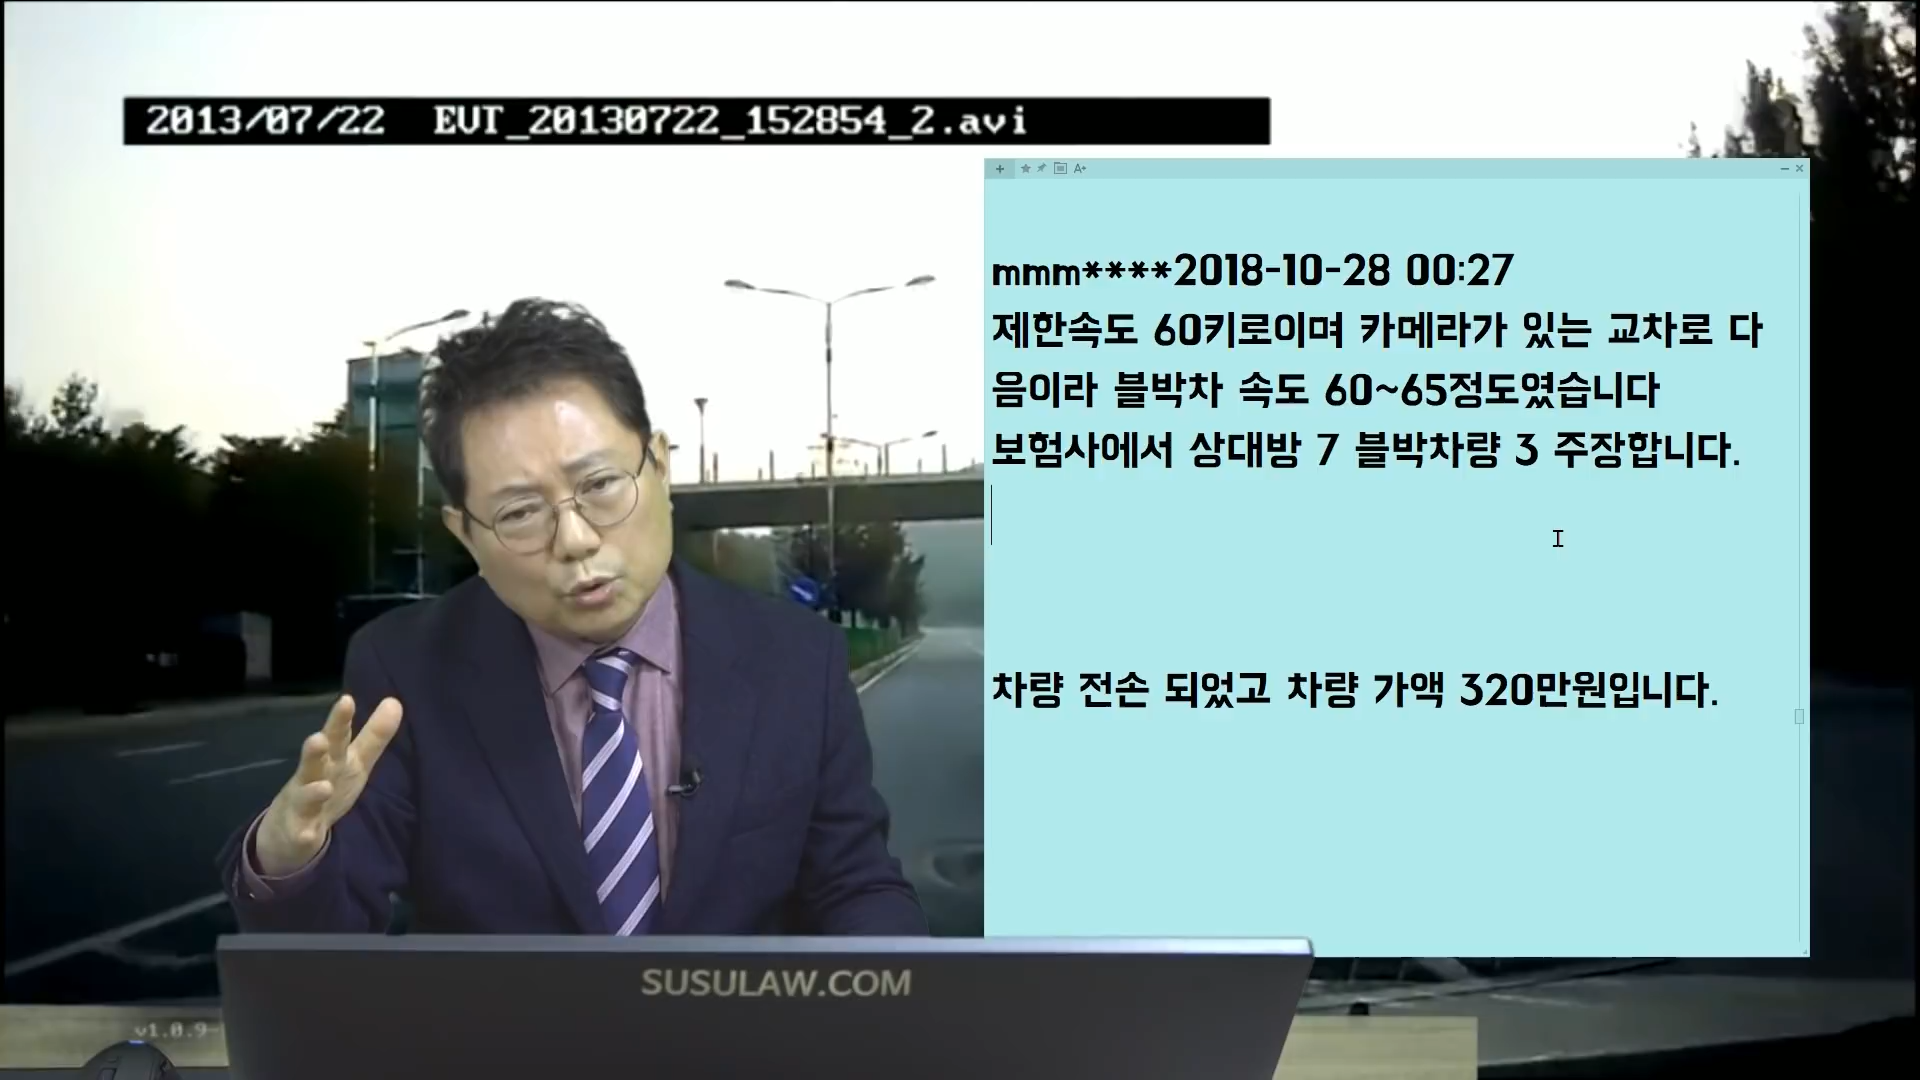 2013/07/22 EVT_20130722_152854_2.avi
mmm****2018-10-28 00:27
제한속도 60키로이며 카메라가 있는 교차로 다
음이라 블박차 속도 60~65정도였습니다
보험사에서 상대방 7 블박차량 3 주장합니다.
차량 전손 되었고 차량 가액 320만원입니다.
SUSULAW.COM
v1.0.9-